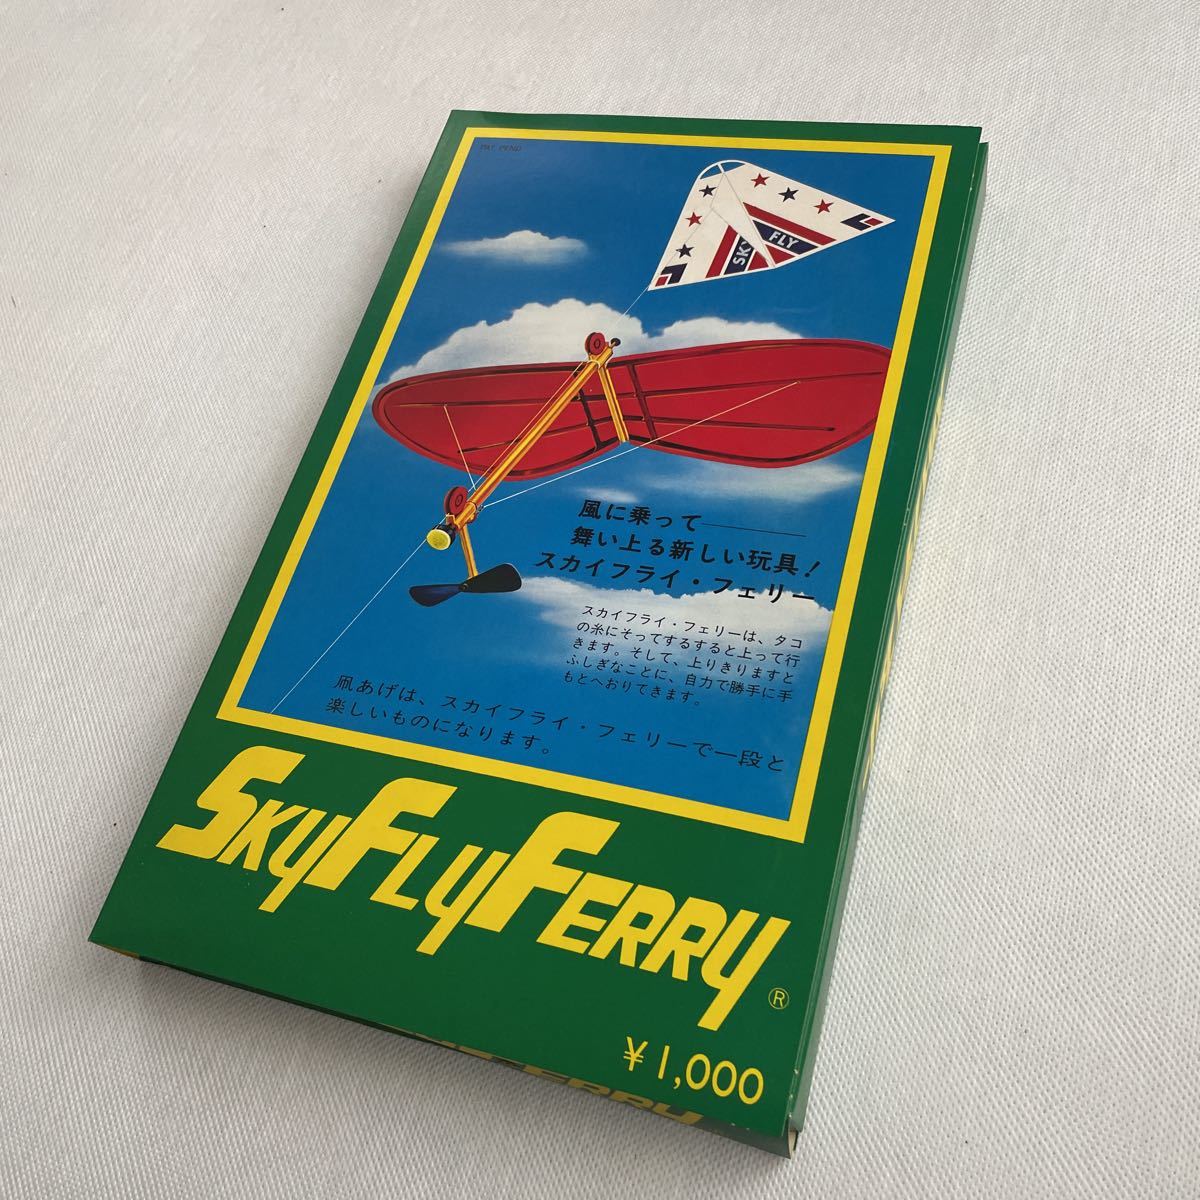 PAT PEND
SKY FLY
風に乗って――
舞い上る新しい玩具！
スカイフライ・フェリー
スカイフライ・フェリーは、タコ
の糸にそってするすると上って行
きます。そして、上りきりますと
ふしぎなことに、自力で勝手に手
もとへおりてきます。
凧あげは、スカイフライ・フェリーで一段と
楽しいものになります。
SKYFLYFERRY®
¥1,000